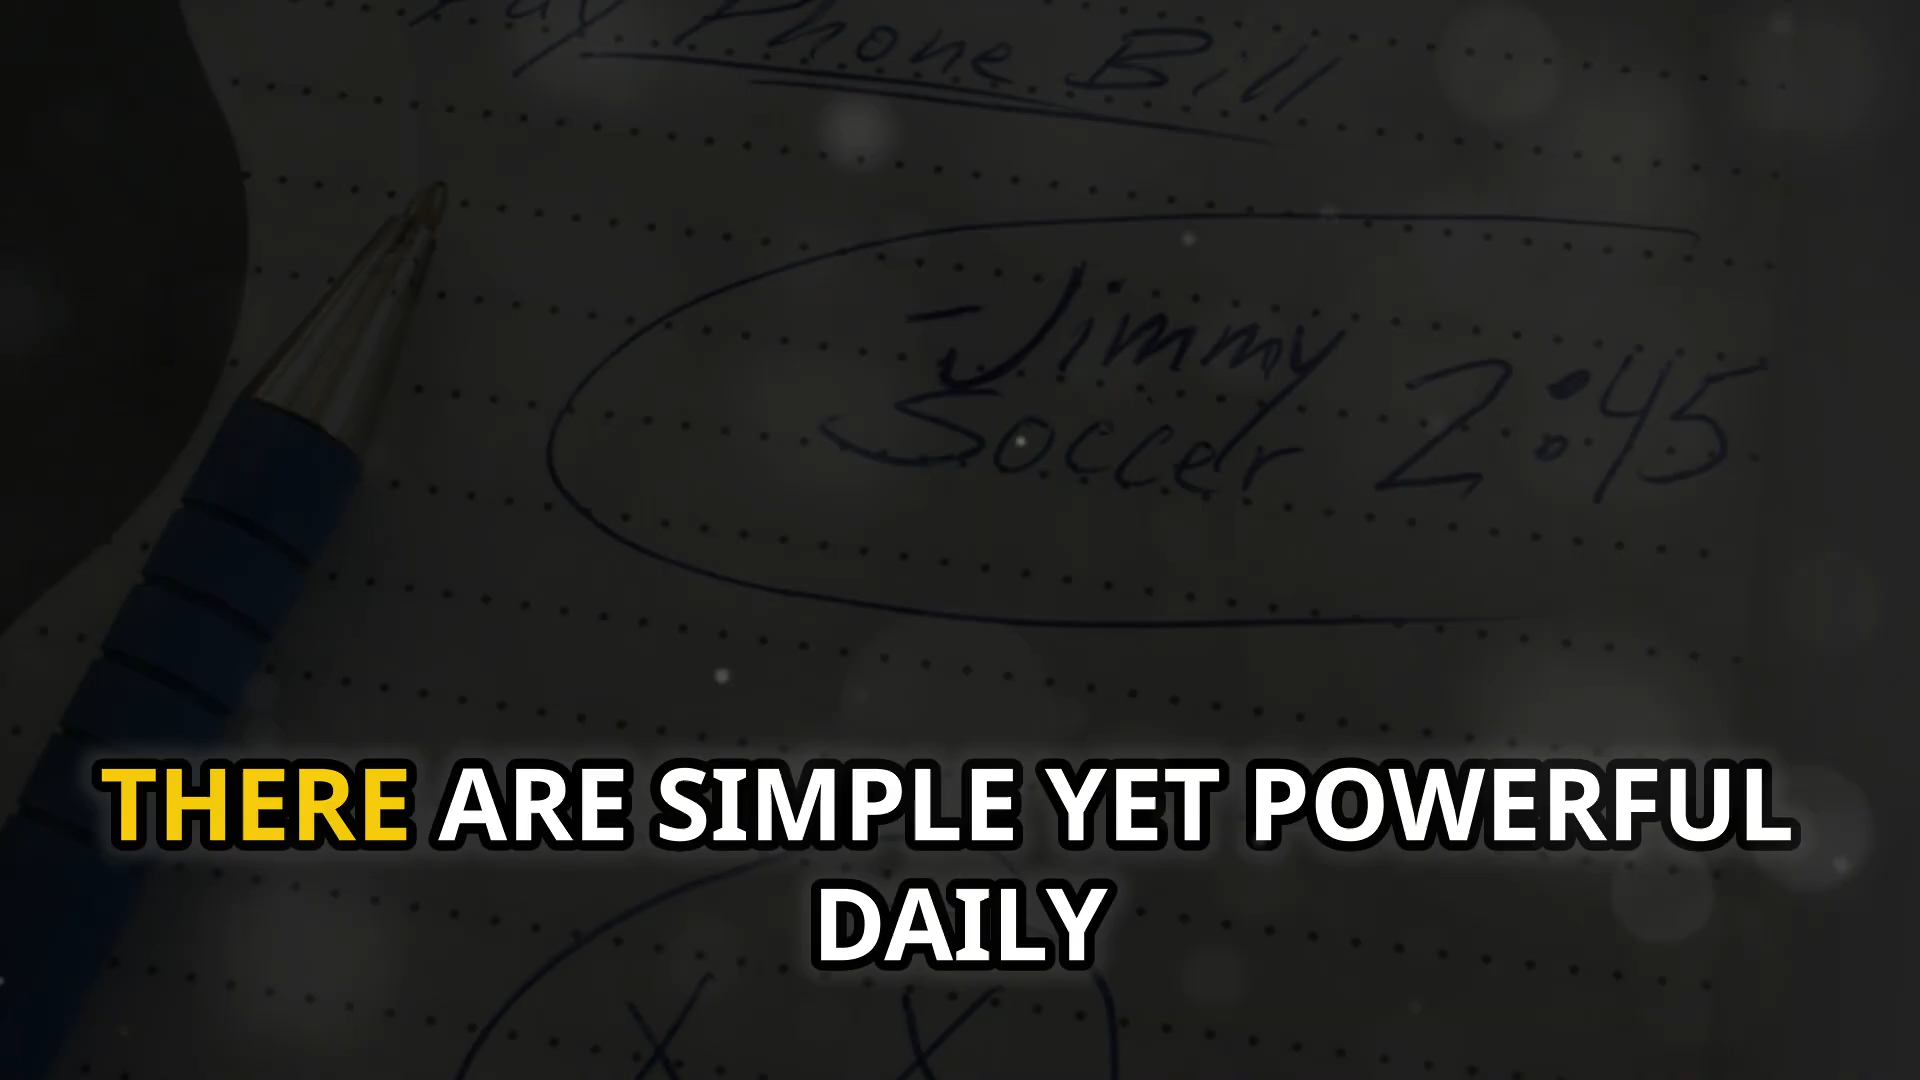 Pay Phone Bill
-Jimmy
Soccer 2:45
THERE ARE SIMPLE YET POWERFUL
DAILY
X X